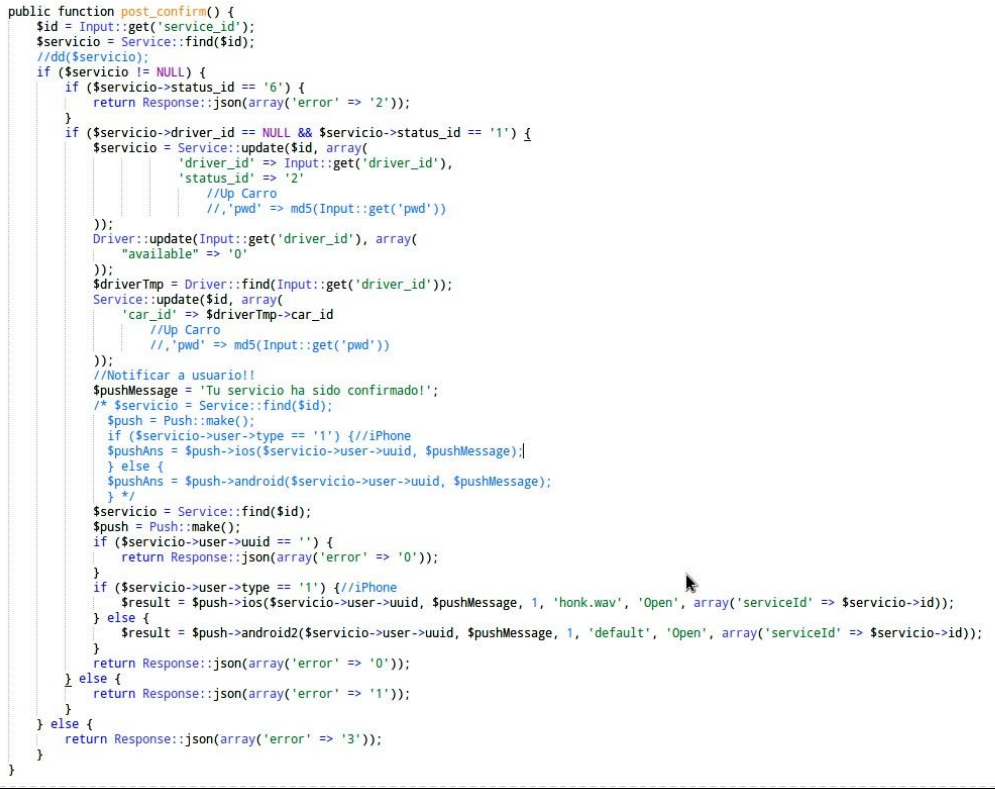 public function post_confirm() {
    $id = Input::get('service_id');
    $servicio = Service::find($id);
    //dd($servicio);
    if ($servicio != NULL) {
        if ($servicio->status_id == '6') {
            return Response::json(array('error' => '2'));
        }
        if ($servicio->driver_id == NULL && $servicio->status_id == '1') {
            $servicio = Service::update($id, array(
                        'driver_id' => Input::get('driver_id'),
                        'status_id' => '2'
                            //Up Carro
                            //,'pwd' => md5(Input::get('pwd'))
            ));
            Driver::update(Input::get('driver_id'), array(
                "available" => '0'
            ));
            $driverTmp = Driver::find(Input::get('driver_id'));
            Service::update($id, array(
                'car_id' => $driverTmp->car_id
                    //Up Carro
                    //,'pwd' => md5(Input::get('pwd'))
            ));
            //Notificar a usuario!!
            $pushMessage = 'Tu servicio ha sido confirmado!';
            /* $servicio = Service::find($id);
              $push = Push::make();
              if ($servicio->user->type == '1') {//iPhone
              $pushAns = $push->ios($servicio->user->uuid, $pushMessage);
              } else {
              $pushAns = $push->android($servicio->user->uuid, $pushMessage);
              } */
            $servicio = Service::find($id);
            $push = Push::make();
            if ($servicio->user->uuid == '') {
                return Response::json(array('error' => '0'));
            }
            if ($servicio->user->type == '1') {//iPhone
                $result = $push->ios($servicio->user->uuid, $pushMessage, 1, 'honk.wav', 'Open', array('serviceId' => $servicio->id));
            } else {
                $result = $push->android2($servicio->user->uuid, $pushMessage, 1, 'default', 'Open', array('serviceId' => $servicio->id));
            }
            return Response::json(array('error' => '0'));
        } else {
            return Response::json(array('error' => '1'));
        }
    } else {
        return Response::json(array('error' => '3'));
    }
}